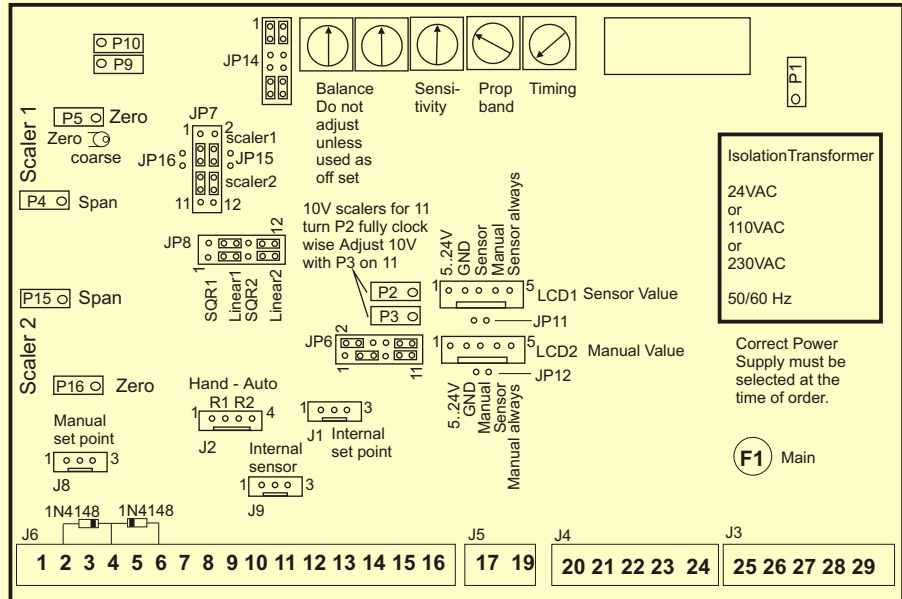 P10
P9
JP14
1
Balance
Do not
adjust
unless
used as
off set
Sensi-
tivity
Prop
band
Timing
P1
Scaler 1
P5 Zero
Zero
coarse
P4 Span
JP7
1 2
scaler1
JP16
JP15
scaler2
11 12
10V scalers for 11
turn P2 fully clock
wise Adjust 10V
with P3 on 11
JP8
12
1
SQR1
Linear1
SQR2
Linear2
P2
P3
JP6
2
1
11
5..24V
GND
Sensor
Manual
Sensor always
1 5
LCD1 Sensor Value
JP11
1 5
LCD2 Manual Value
JP12
5..24V
GND
Manual
Sensor
Manual always
IsolationTransformer
24VAC
or
110VAC
or
230VAC
50/60 Hz
Correct Power
Supply must be
selected at the
time of order.
F1 Main
P15 Span
Scaler 2
P16 Zero
Manual
set point
1 3
J8
Hand - Auto
R1 R2
1 4
J2
1 3
J1 Internal
set point
Internal
sensor
1 3
J9
1N4148 1N4148
J6
1 2 3 4 5 6 7 8 9 10 11 12 13 14 15 16
J5
17 19
J4
20 21 22 23 24
J3
25 26 27 28 29